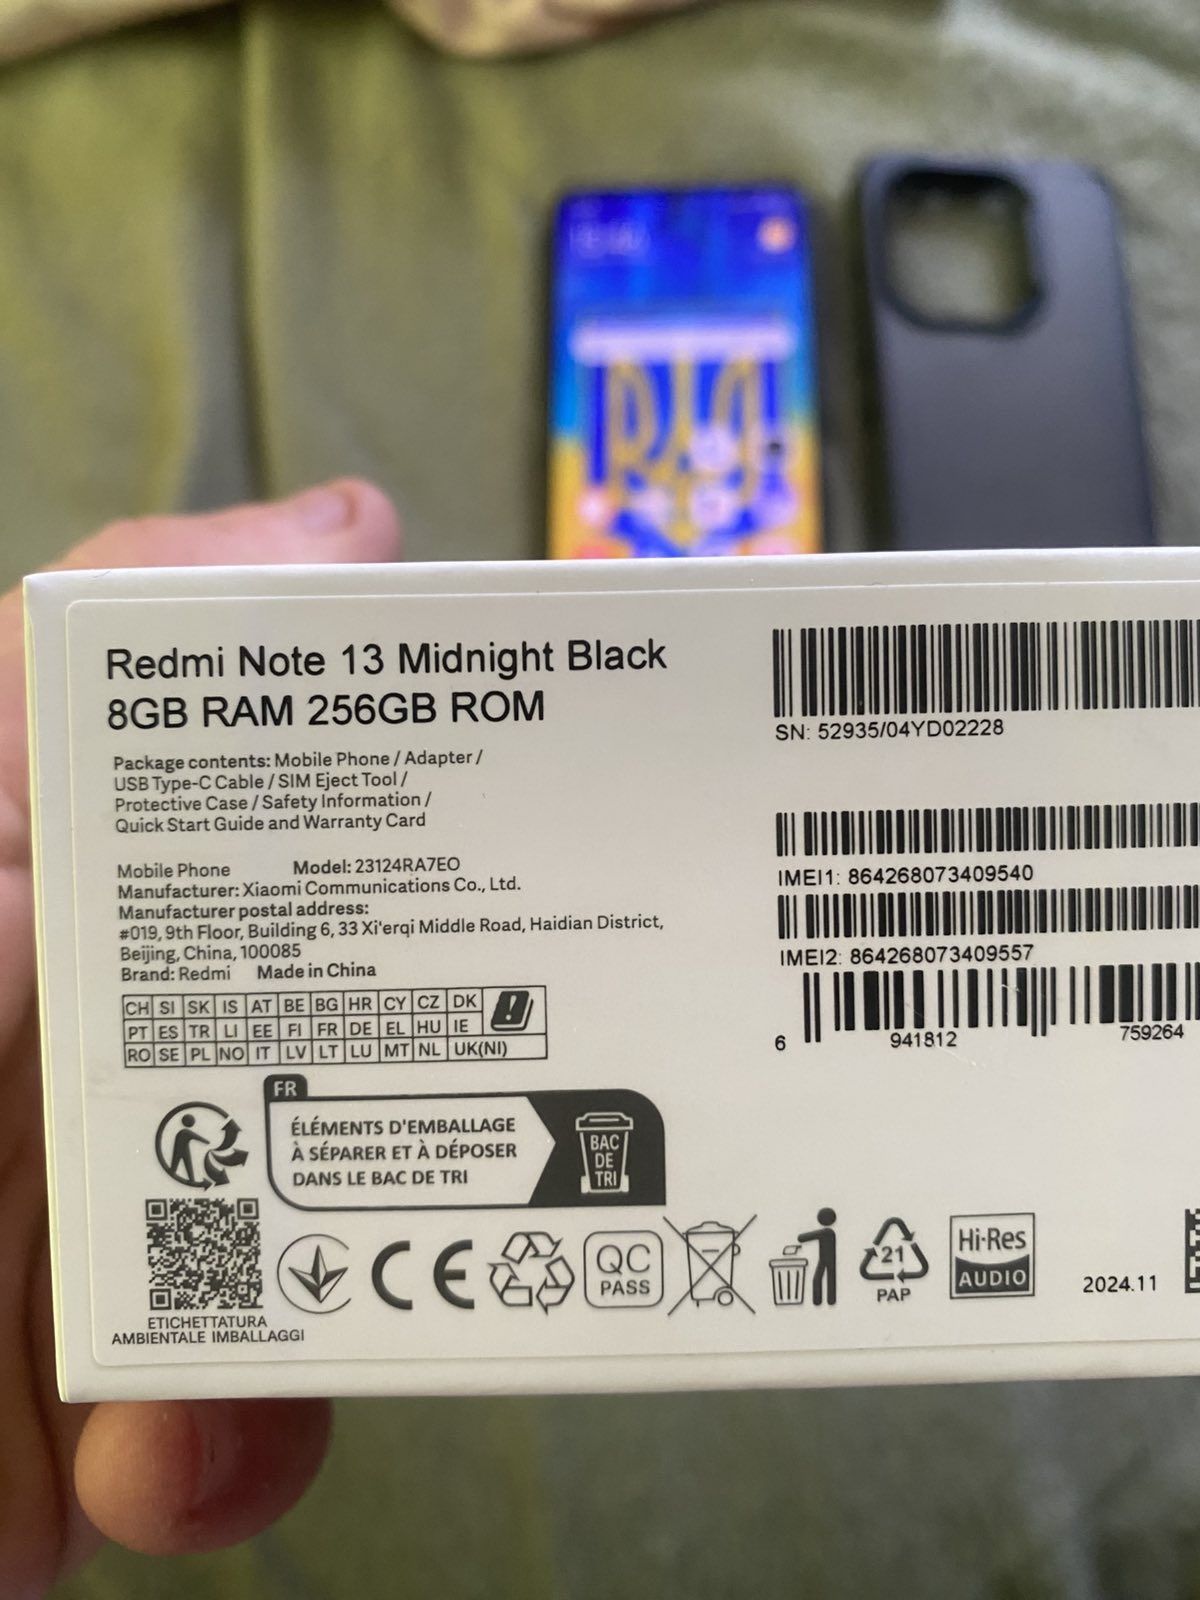 Redmi Note 13 Midnight Black
8GB RAM 256GB ROM
Package contents: Mobile Phone / Adapter /
USB Type-C Cable / SIM Eject Tool /
Protective Case / Safety Information /
Quick Start Guide and Warranty Card
Mobile Phone Model: 23124RA7EO
Manufacturer: Xiaomi Communications Co., Ltd.
Manufacturer postal address:
#019, 9th Floor, Building 6, 33 Xi'erqi Middle Road, Haidian District,
Beijing, China, 100085
Brand: Redmi Made in China
CH SI SK IS AT BE BG HR CY CZ DK
PT ES TR LI EE FI FR DE EL HU IE
RO SE PL NO IT LV LT LU MT NL UK(NI)
SN: 52935/04YD02228
IMEI1: 864268073409540
IMEI2: 864268073409557
6 941812 759264
FR
ÉLÉMENTS D'EMBALLAGE
À SÉPARER ET À DÉPOSER
DANS LE BAC DE TRI
BAC
DE
TRI
ETICHETTATURA
AMBIENTALE IMBALLAGGI
CE
QC
PASS
21
PAP
Hi-Res
AUDIO
2024.11